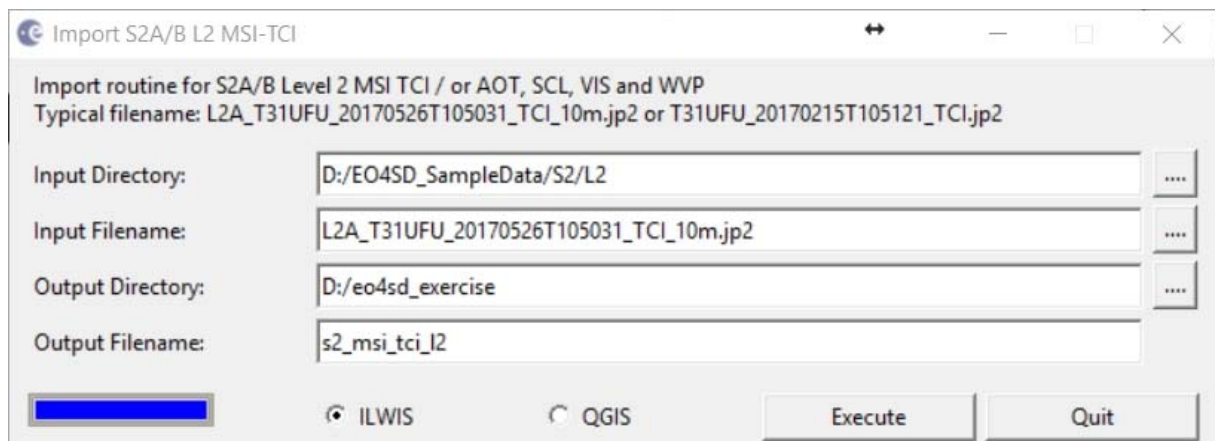 Import S2A/B L2 MSI-TCI
Import routine for S2A/B Level 2 MSI TCI / or AOT, SCL, VIS and WVP
Typical filename: L2A_T31UFU_20170526T105031_TCI_10m.jp2 or T31UFU_20170215T105121_TCI.jp2
Input Directory: D:/EO4SD_SampleData/S2/L2 ....
Input Filename: L2A_T31UFU_20170526T105031_TCI_10m.jp2 ....
Output Directory: D:/eo4sd_exercise ....
Output Filename: s2_msi_tci_l2
ILWIS QGIS Execute Quit